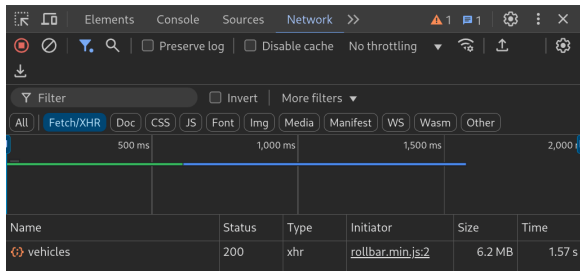 Elements Console Sources Network 1 1
Preserve log Disable cache No throttling
Filter Invert More filters
All Fetch/XHR Doc CSS JS Font Img Media Manifest WS Wasm Other
500 ms 1,000 ms 1,500 ms 2,000
Name Status Type Initiator Size Time
vehicles 200 xhr rollbar.min.js:2 6.2 MB 1.57 s